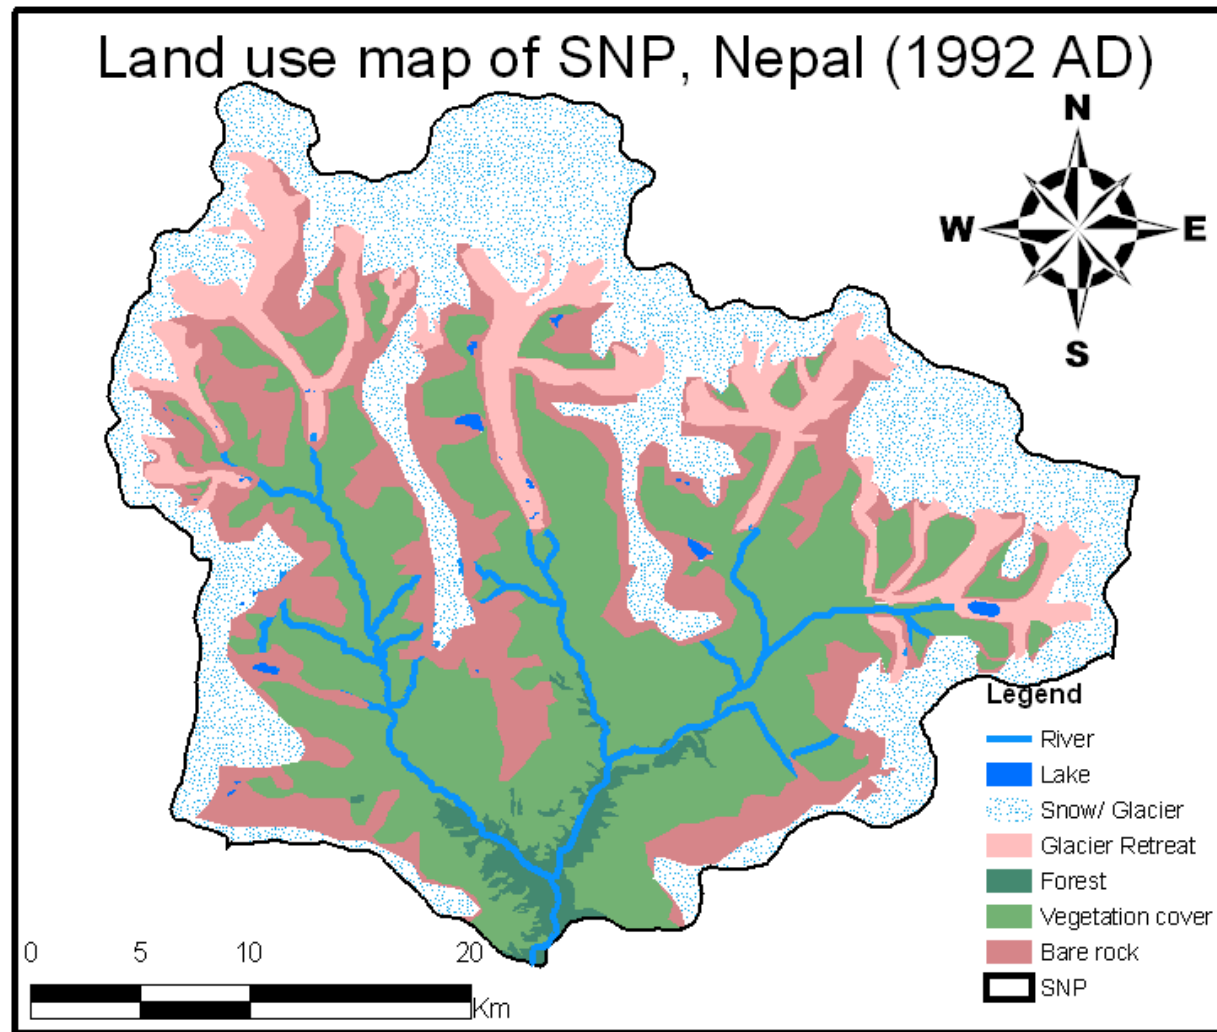 Land use map of SNP, Nepal (1992 AD)
N
W
E
S
Legend
River
Lake
Snow/ Glacier
Glacier Retreat
Forest
Vegetation cover
Bare rock
SNP
0 5 10 20
Km